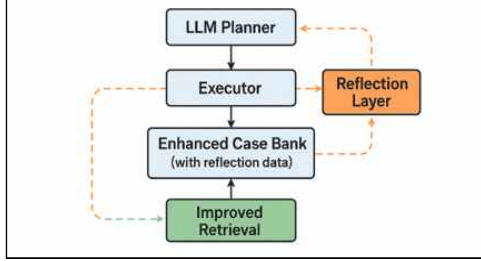 LLM Planner
Executor
Reflection
Layer
Enhanced Case Bank
(with reflection data)
Improved
Retrieval